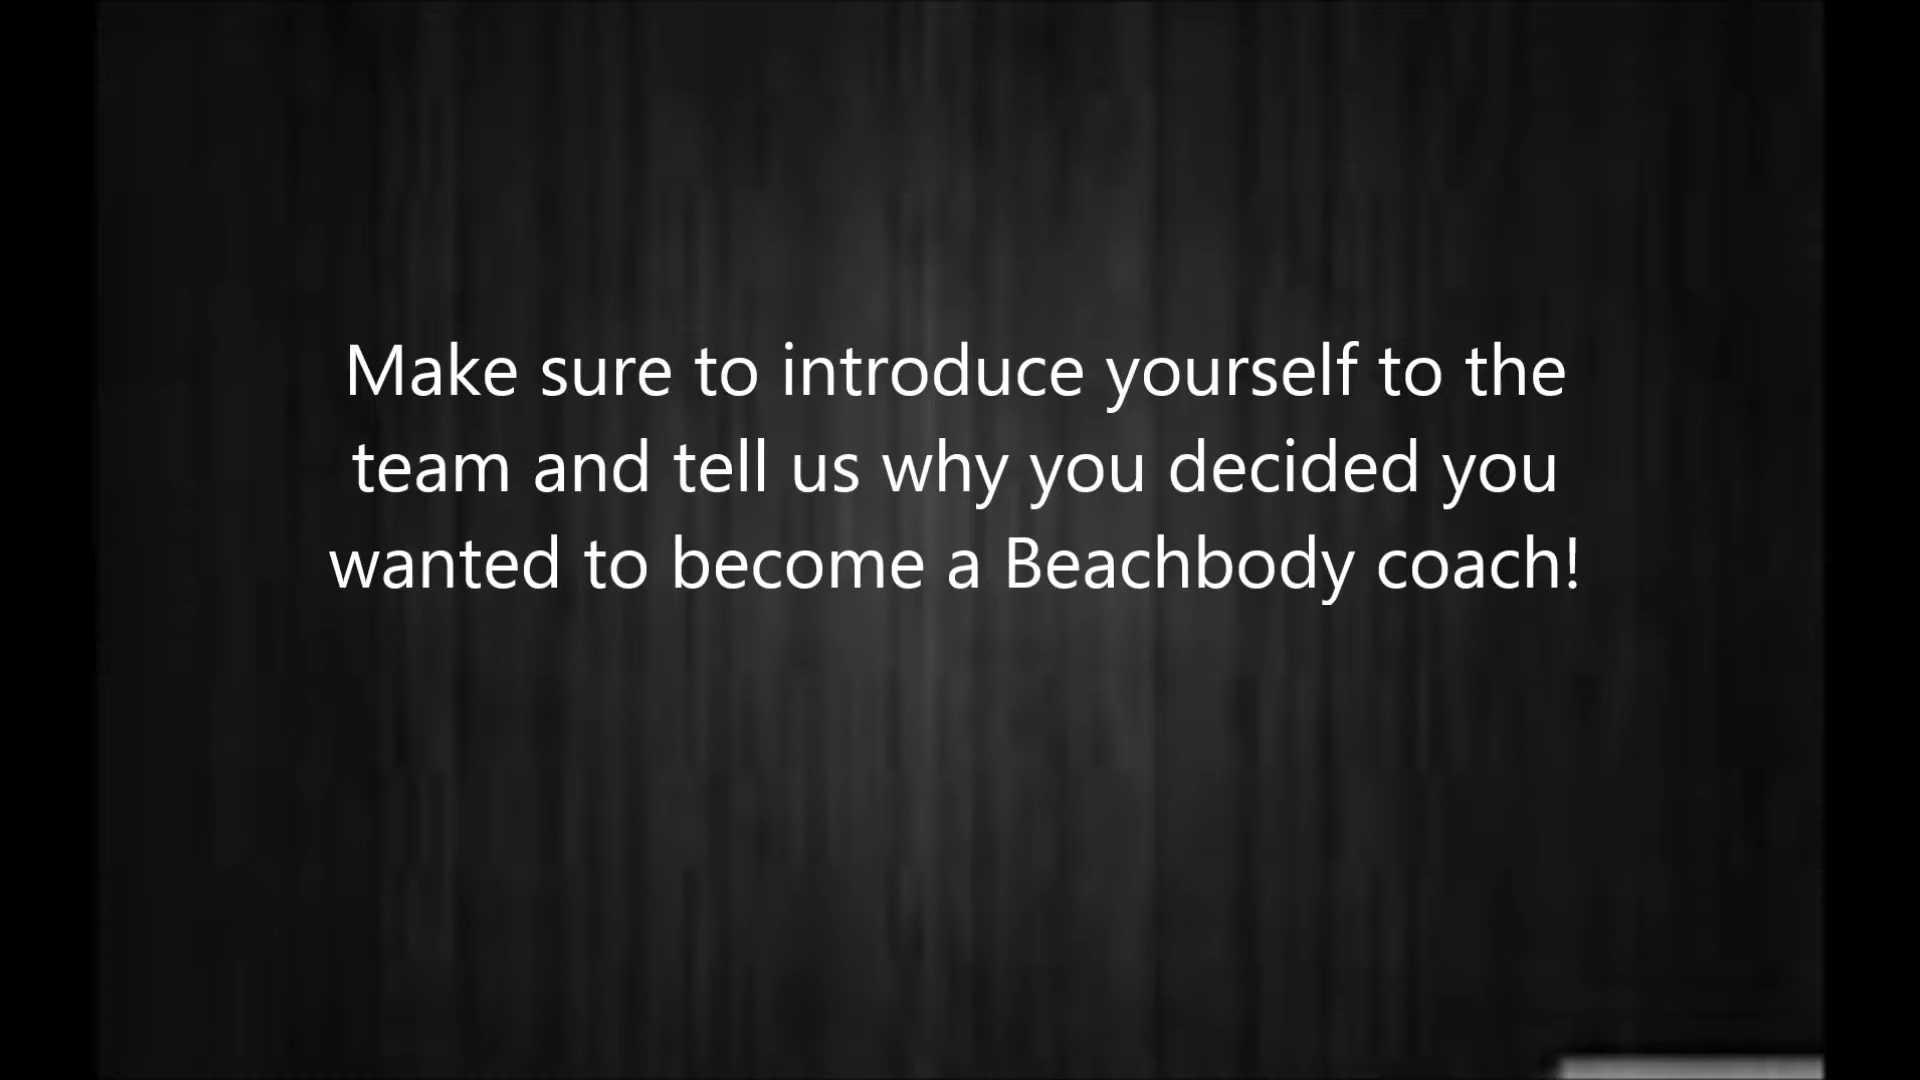 Make sure to introduce yourself to the
team and tell us why you decided you
wanted to become a Beachbody coach!